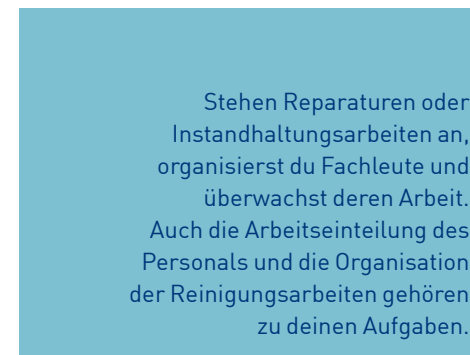 Stehen Reparaturen oder
Instandhaltungsarbeiten an,
organisierst du Fachleute und
überwachst deren Arbeit.
Auch die Arbeitseinteilung des
Personals und die Organisation
der Reinigungsarbeiten gehören
zu deinen Aufgaben.